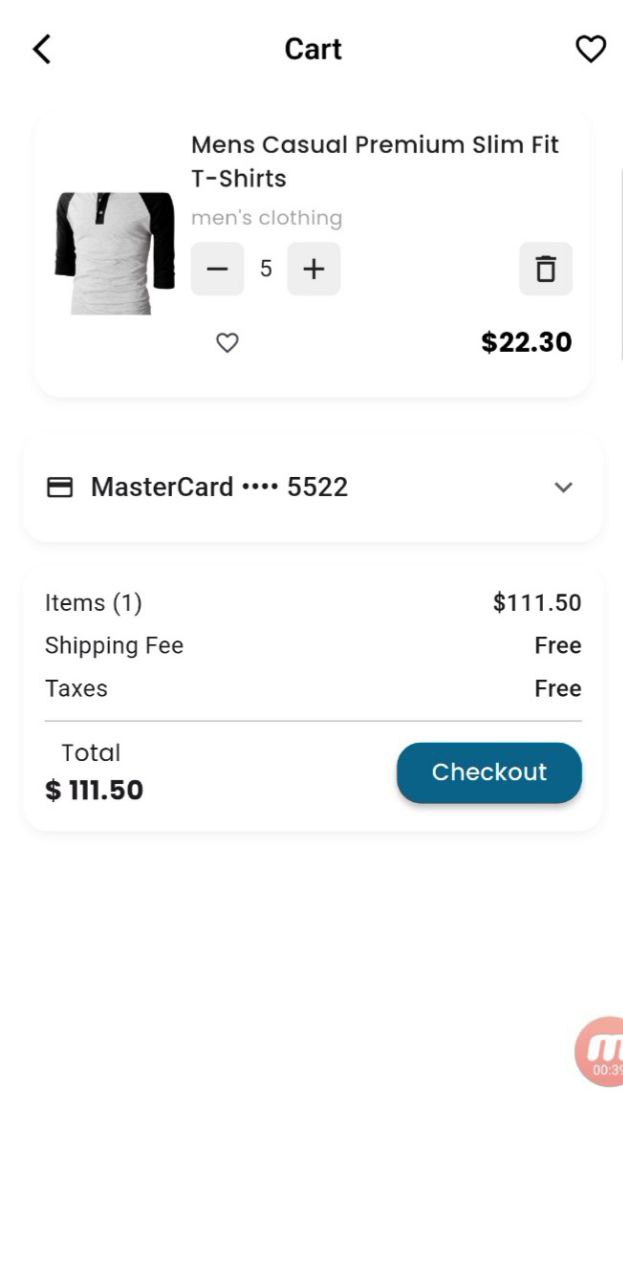 Cart
Mens Casual Premium Slim Fit
T-Shirts
men's clothing
5
$22.30
MasterCard •••• 5522
Items (1) $111.50
Shipping Fee Free
Taxes Free
Total
$ 111.50
Checkout
00:39